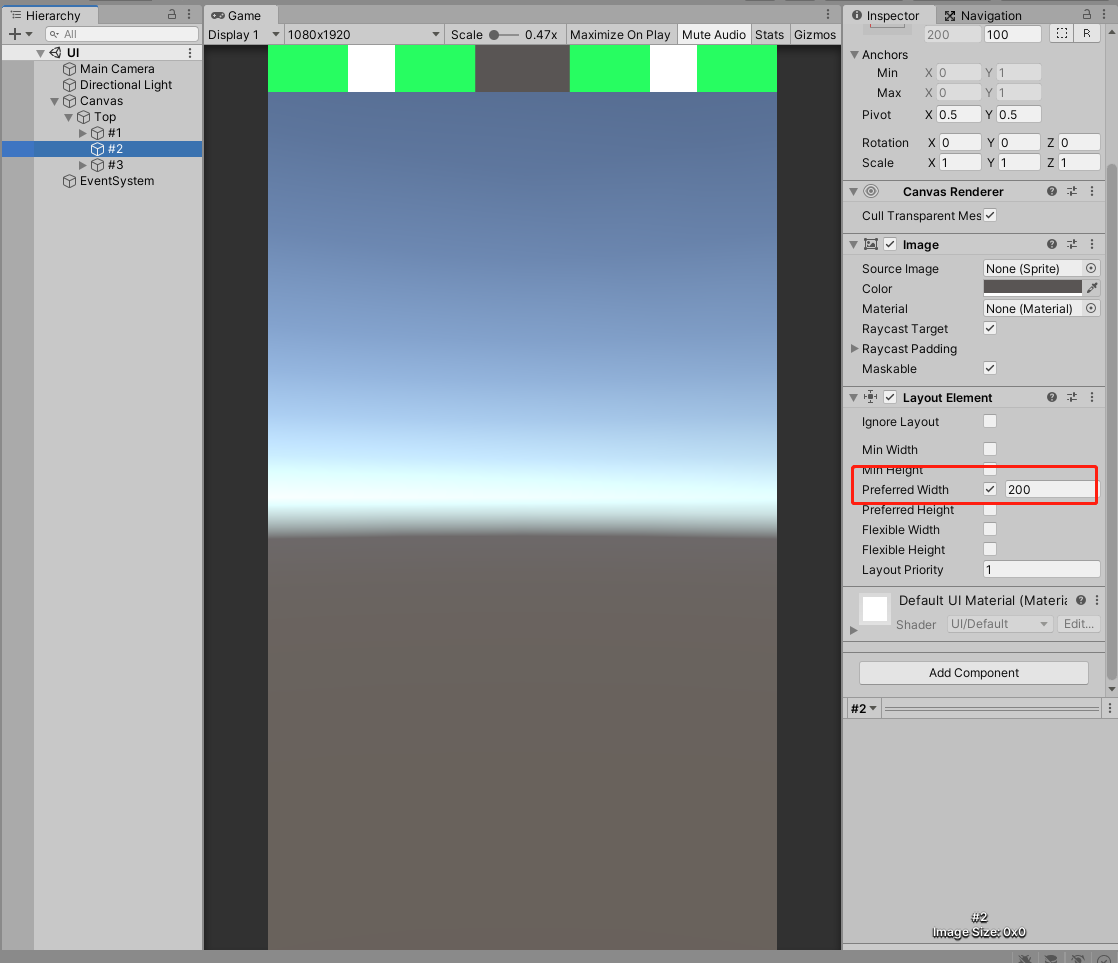 Hierarchy
All
UI
Main Camera
Directional Light
Canvas
Top
#1
#2
#3
EventSystem
Game
Display 1 1080x1920 Scale 0.47x Maximize On Play Mute Audio Stats Gizmos
Inspector Navigation
200 100 R
Anchors
Min X 0 Y 1
Max X 0 Y 1
Pivot X 0.5 Y 0.5
Rotation X 0 Y 0 Z 0
Scale X 1 Y 1 Z 1
Canvas Renderer
Cull Transparent Mes
Image
Source Image None (Sprite)
Color
Material None (Material)
Raycast Target
Raycast Padding
Maskable
Layout Element
Ignore Layout
Min Width
Min Height
Preferred Width 200
Preferred Height
Flexible Width
Flexible Height
Layout Priority 1
Default UI Material (Materia
Shader UI/Default Edit...
Add Component
#2
#2
Image Size: 0x0